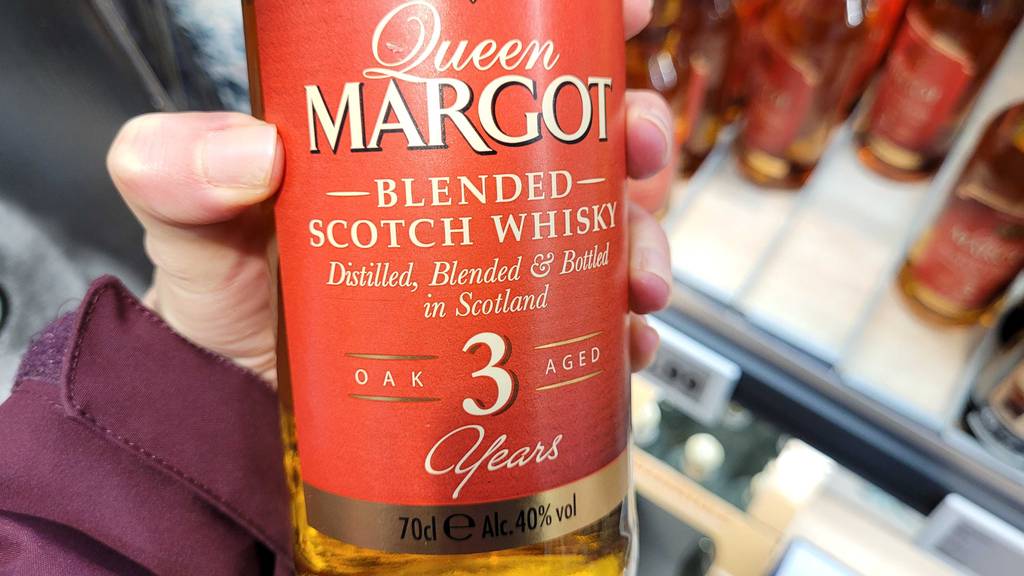 Queen
MARGOT
BLENDED
SCOTCH WHISKY
Distilled, Blended & Bottled
in Scotland
OAK 3 AGED
Years
70cl ℮ Alc. 40% vol